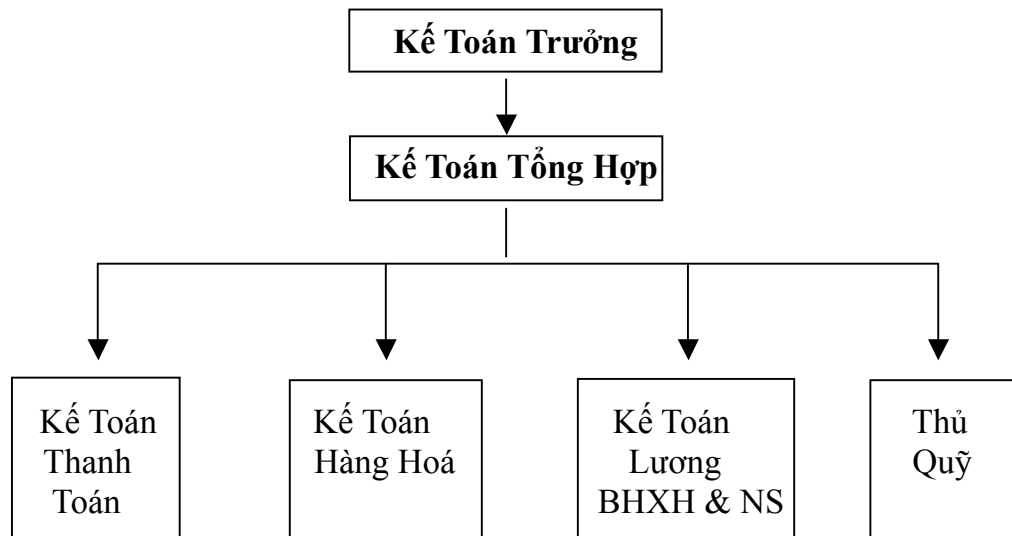 Kế Toán Trưởng
Kế Toán Tổng Hợp
Kế Toán
Thanh
Toán
Kế Toán
Hàng Hoá
Kế Toán
Lương
BHXH & NS
Thủ
Quỹ